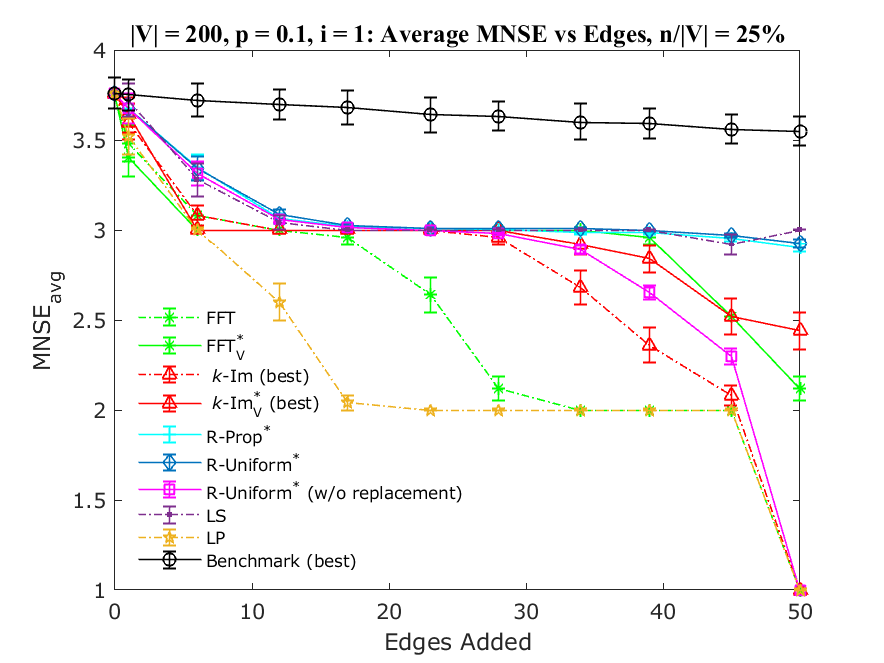 |V| = 200, p = 0.1, i = 1: Average MNSE vs Edges, n/|V| = 25%
4
3.5
3
2.5
2
1.5
1
MNSE_avg
FFT
FFT*_V
k-Im (best)
k-Im*_V (best)
R-Prop*
R-Uniform*
R-Uniform* (w/o replacement)
LS
LP
Benchmark (best)
0 10 20 30 40 50
Edges Added